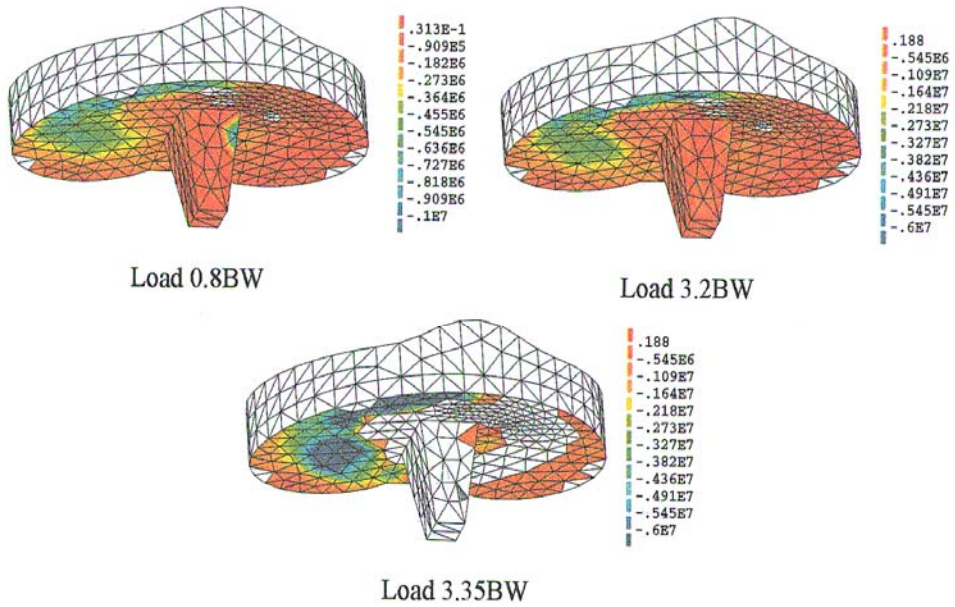 .313E-1
-.909E5
-.182E6
-.273E6
-.364E6
-.455E6
-.545E6
-.636E6
-.727E6
-.818E6
-.909E6
-.1E7
Load 0.8BW
.188
-.545E6
-.109E7
-.164E7
-.218E7
-.273E7
-.327E7
-.382E7
-.436E7
-.491E7
-.545E7
-.6E7
Load 3.2BW
.188
-.545E6
-.109E7
-.164E7
-.218E7
-.273E7
-.327E7
-.382E7
-.436E7
-.491E7
-.545E7
-.6E7
Load 3.35BW